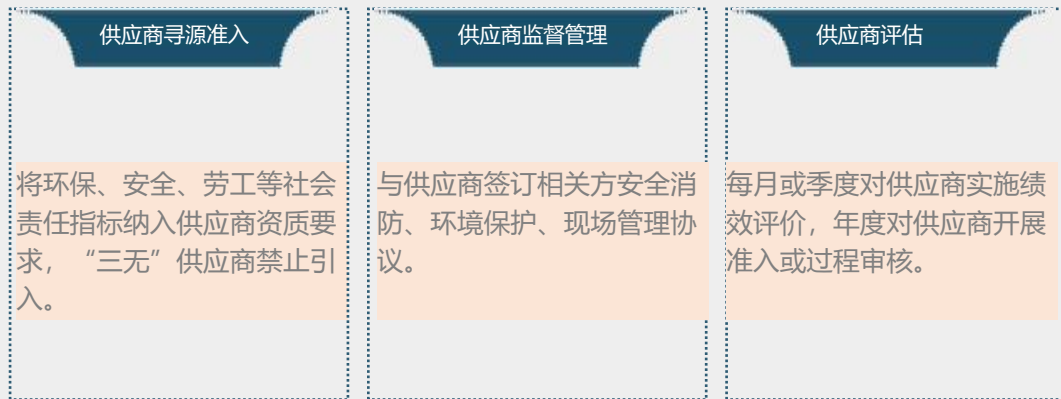 供应商寻源准入
将环保、安全、劳工等社会
责任指标纳入供应商资质要
求，“三无”供应商禁止引
入。
供应商监督管理
与供应商签订相关方安全消
防、环境保护、现场管理协
议。
供应商评估
每月或季度对供应商实施绩
效评价，年度对供应商开展
准入或过程审核。